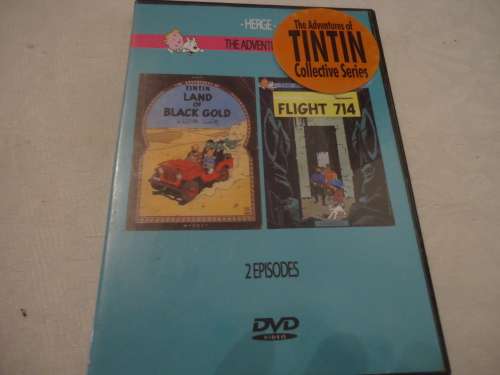 - HERGE -
The Adventures of
TINTIN
Collective Series
THE ADVENTUR
TINTIN
LAND
OF
BLACK GOLD
FLIGHT 714
2 EPISODES
DVD
VIDEO